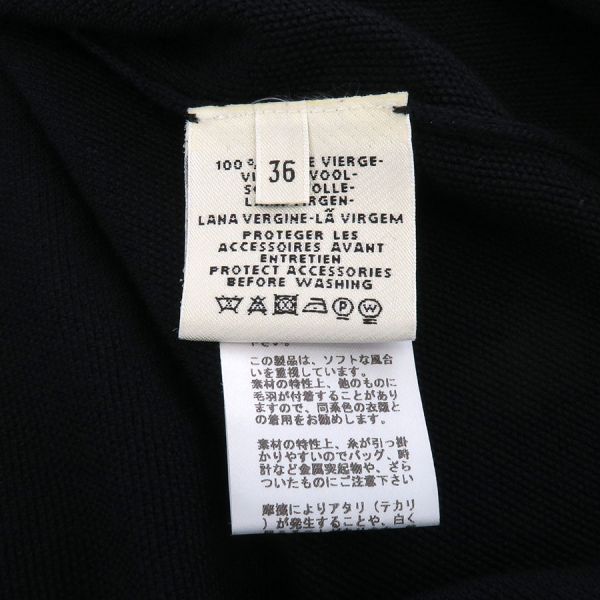 36
100%
VIERGE-
WOOL-
LANA VERGINE-LÃ VIRGEM
PROTEGER LES
ACCESSOIRES AVANT
ENTRETIEN
PROTECT ACCESSORIES
BEFORE WASHING
P W
この製品は、ソフトな風合
いを重視しています。
素材の特性上、他のものに
毛羽が付着することがあり
ますので、同系色の衣類と
の着用をお勧めします。
素材の特性上、糸が引っ掛
かりやすいのでバッグ、時
計など金属突起物や、ざら
ついたものにご注意下さい
摩擦によりアタリ(テカリ
)が発生することや、白く